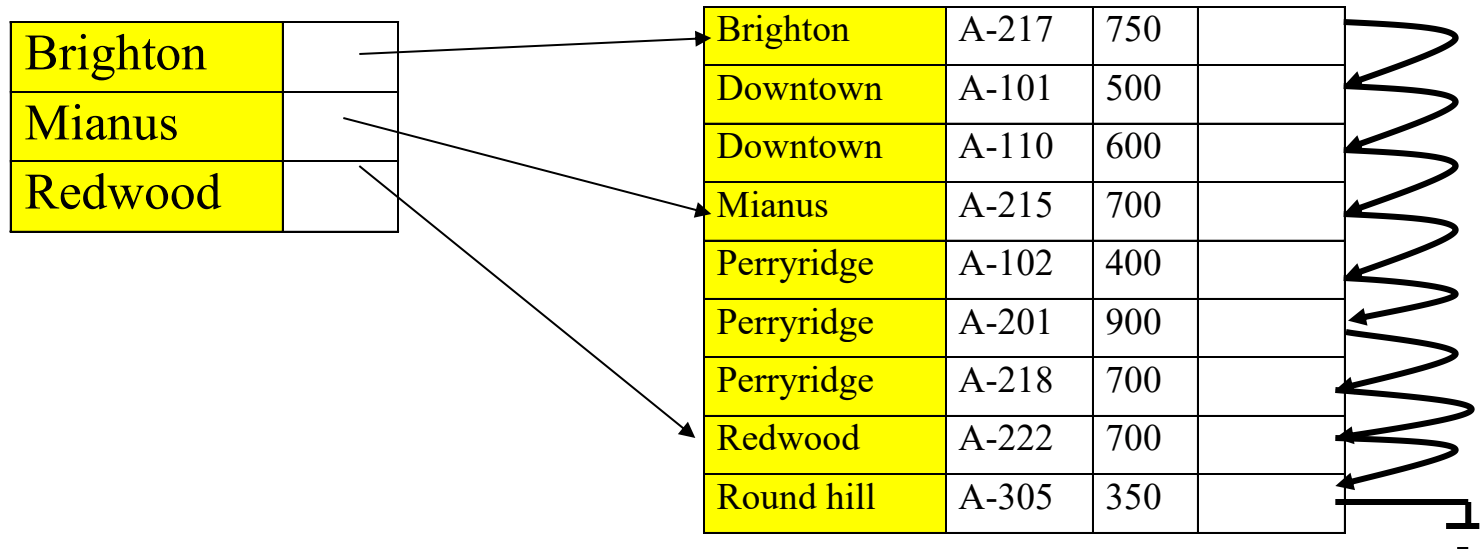 Brighton
Mianus
Redwood
Brighton A-217 750
Downtown A-101 500
Downtown A-110 600
Mianus A-215 700
Perryridge A-102 400
Perryridge A-201 900
Perryridge A-218 700
Redwood A-222 700
Round hill A-305 350